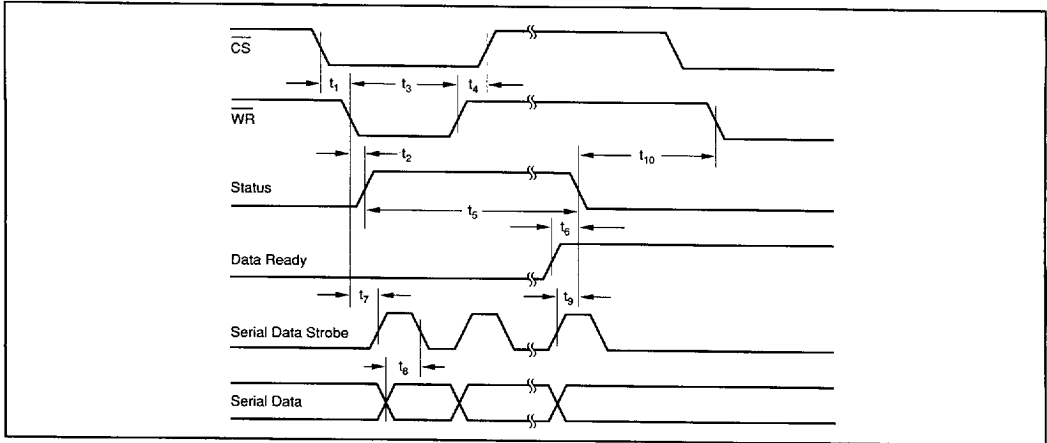 CS
t1 t3 t4
WR
t2
t10
Status
t5
t6
Data Ready
t7 t9
Serial Data Strobe
t8
Serial Data